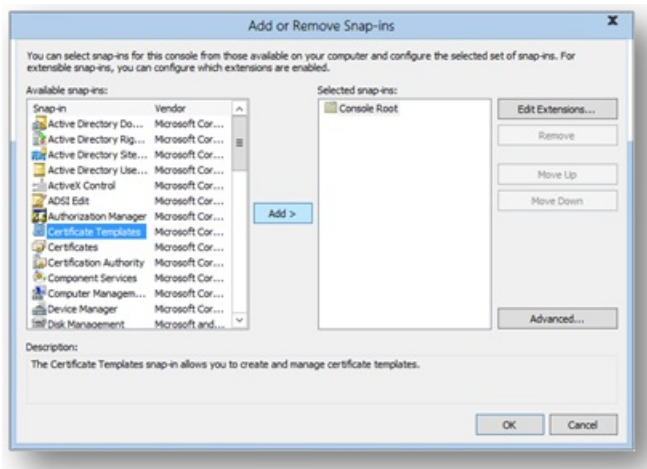 Add or Remove Snap-ins
You can select snap-ins for this console from those available on your computer and configure the selected set of snap-ins. For
extensible snap-ins, you can configure which extensions are enabled.
Available snap-ins:
Snap-in Vendor
Active Directory Do... Microsoft Cor...
Active Directory Rig... Microsoft Cor...
Active Directory Site... Microsoft Cor...
Active Directory Use... Microsoft Cor...
ActiveX Control Microsoft Cor...
ADSI Edit Microsoft Cor...
Authorization Manager Microsoft Cor...
Certificate Templates Microsoft Cor...
Certificates Microsoft Cor...
Certification Authority Microsoft Cor...
Component Services Microsoft Cor...
Computer Managem... Microsoft Cor...
Device Manager Microsoft Cor...
Disk Management Microsoft and...
Add >
Selected snap-ins:
Console Root
Edit Extensions...
Remove
Move Up
Move Down
Advanced...
Description:
The Certificate Templates snap-in allows you to create and manage certificate templates.
OK Cancel